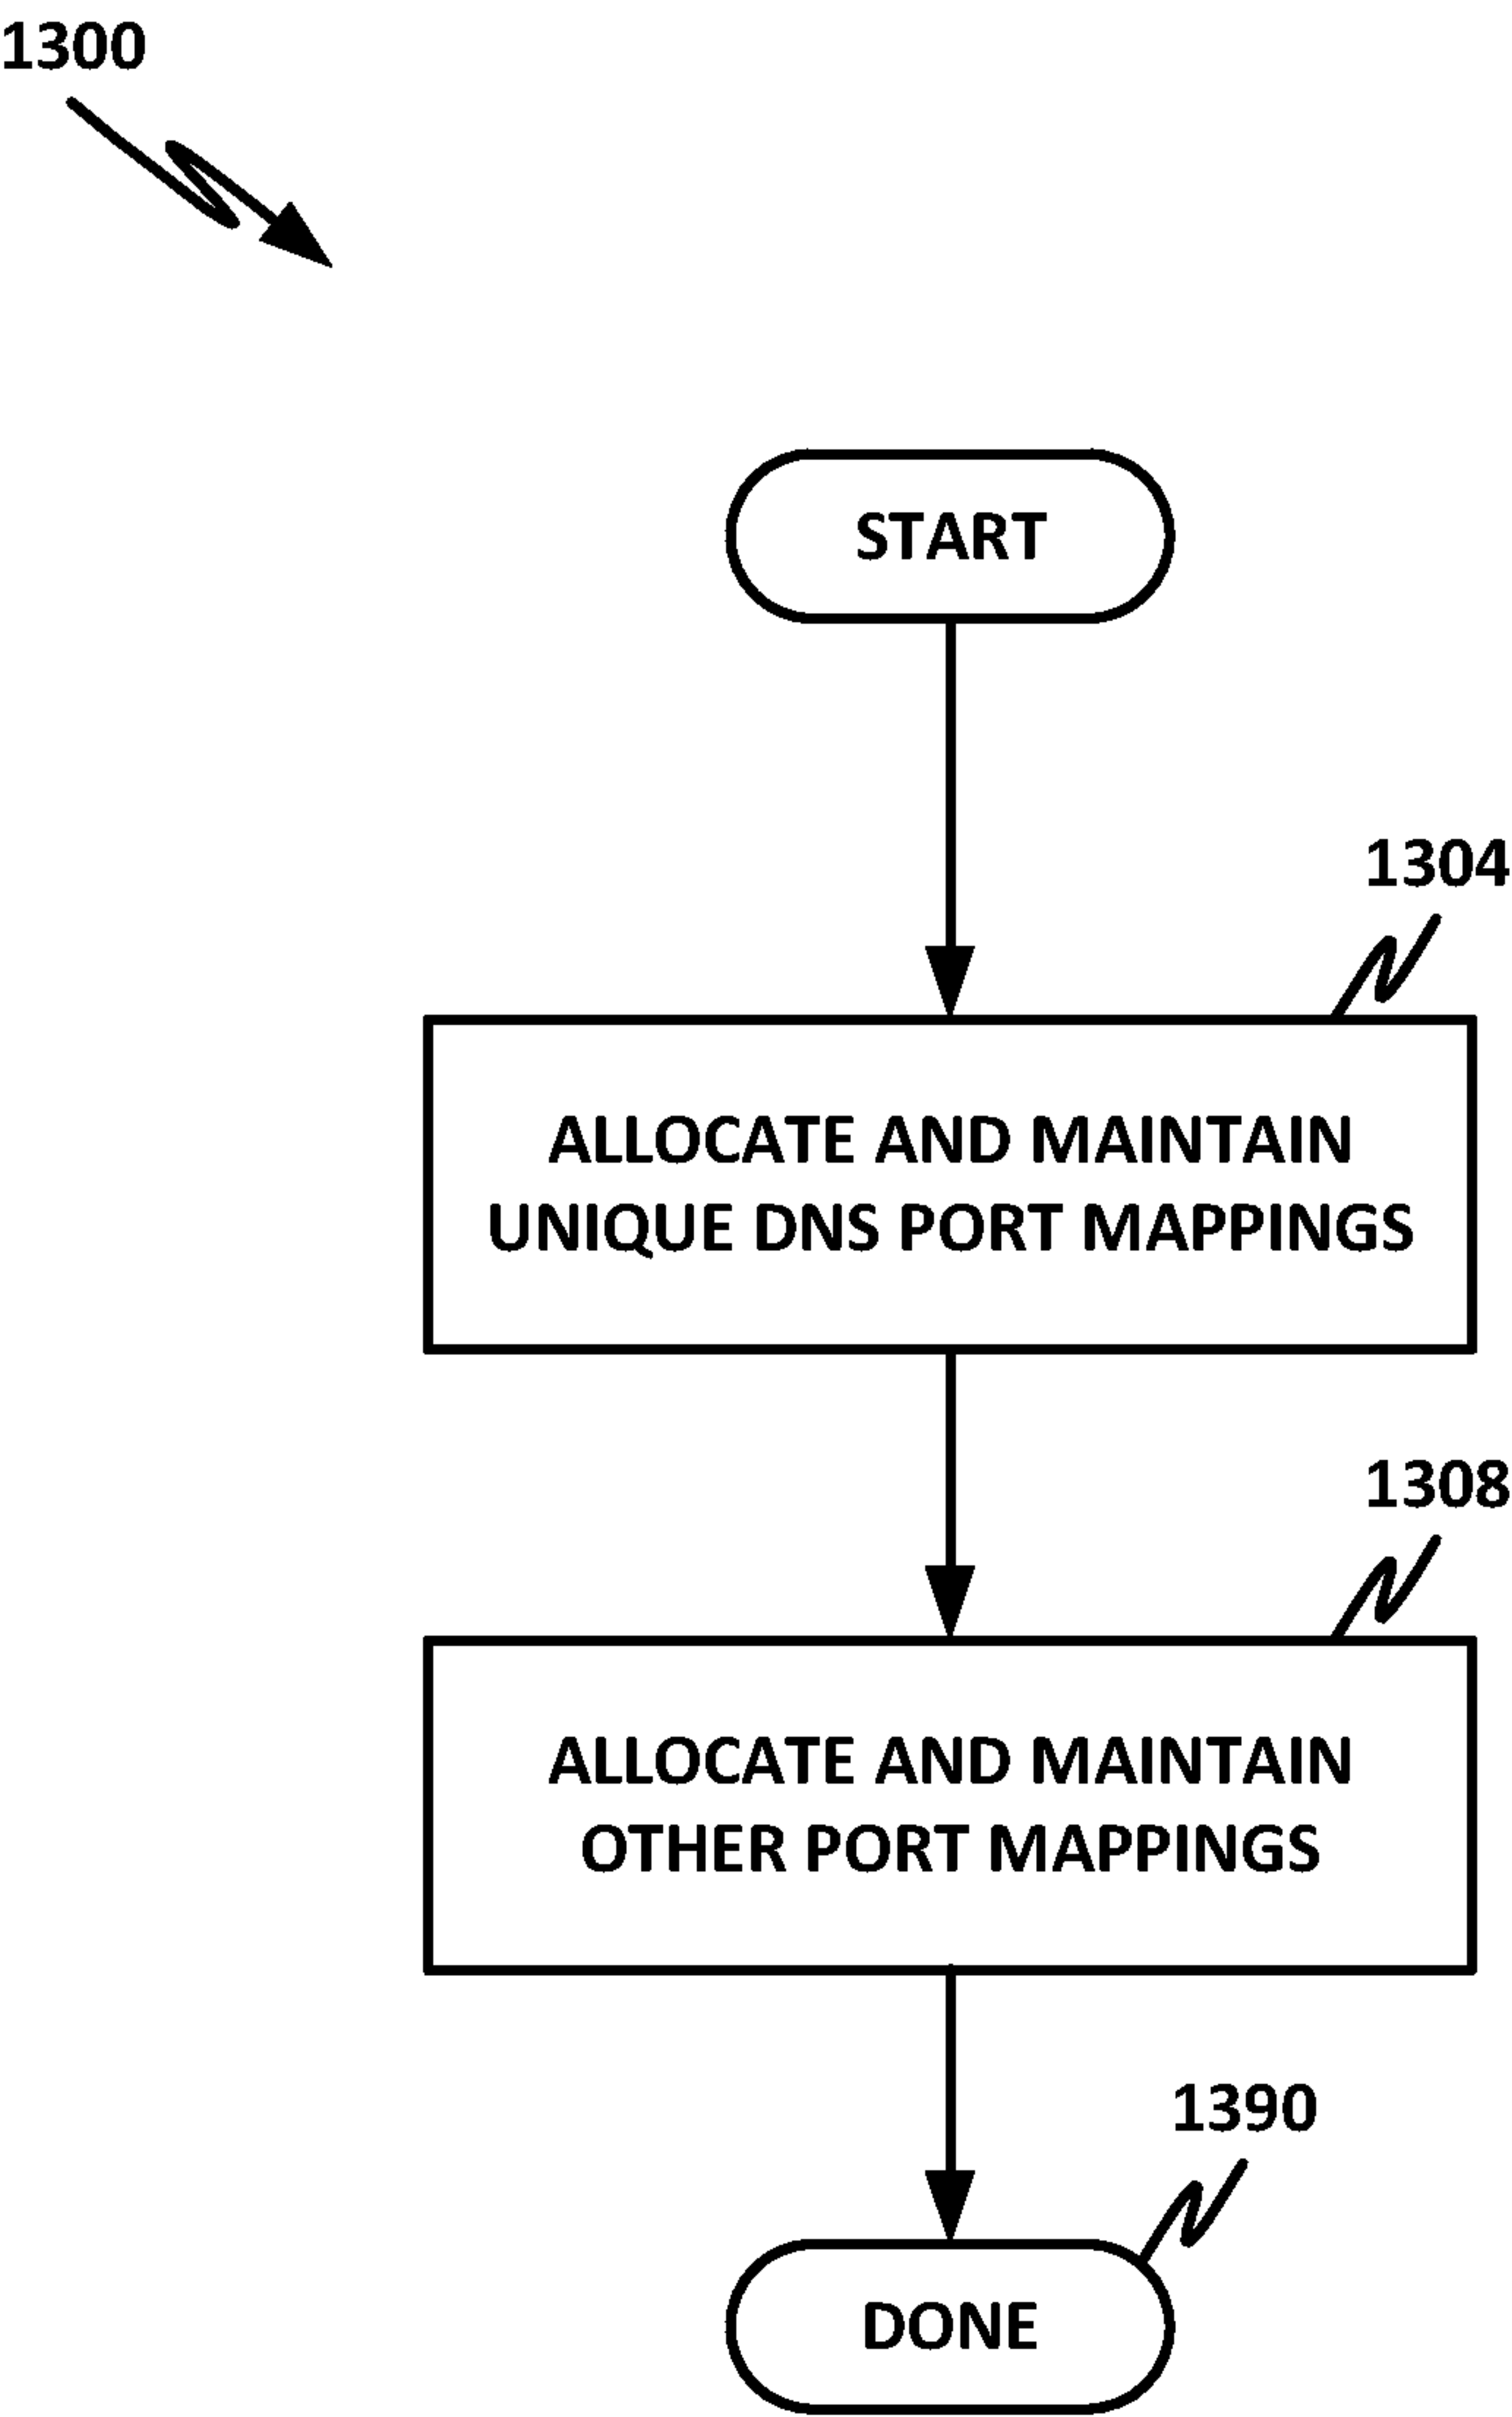 1300
START
1304
ALLOCATE AND MAINTAIN
UNIQUE DNS PORT MAPPINGS
1308
ALLOCATE AND MAINTAIN
OTHER PORT MAPPINGS
1390
DONE